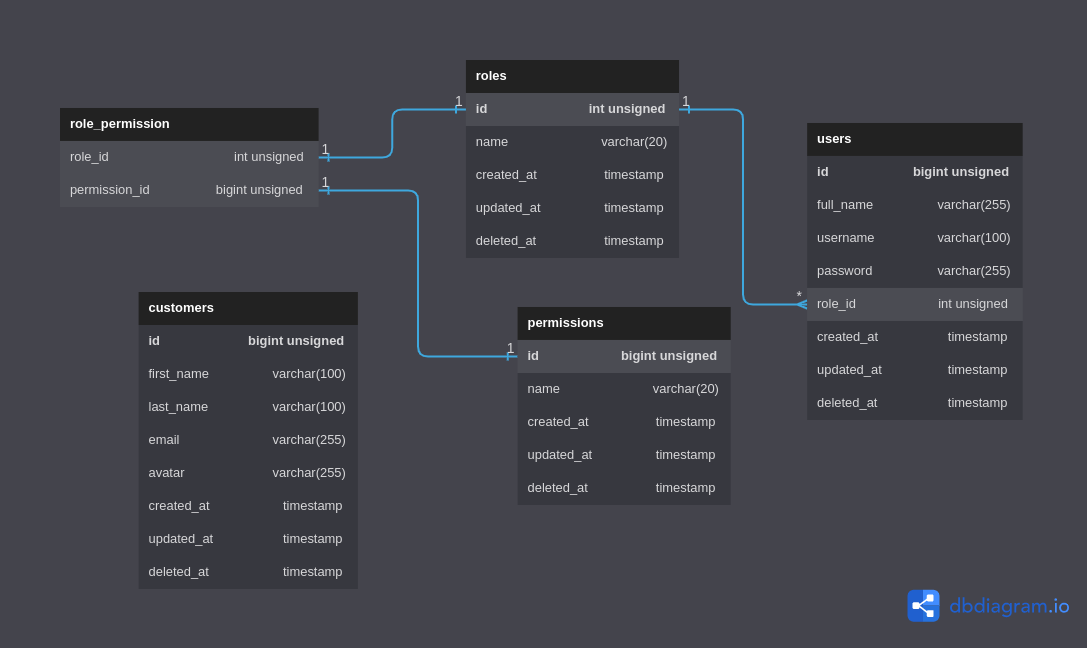 role_permission
role_id int unsigned 1
permission_id bigint unsigned 1
roles
1 id int unsigned 1
name varchar(20)
created_at timestamp
updated_at timestamp
deleted_at timestamp
users
id bigint unsigned
full_name varchar(255)
username varchar(100)
password varchar(255)
* role_id int unsigned
created_at timestamp
updated_at timestamp
deleted_at timestamp
customers
id bigint unsigned
first_name varchar(100)
last_name varchar(100)
email varchar(255)
avatar varchar(255)
created_at timestamp
updated_at timestamp
deleted_at timestamp
permissions
1 id bigint unsigned
name varchar(20)
created_at timestamp
updated_at timestamp
deleted_at timestamp
dbdiagram.io